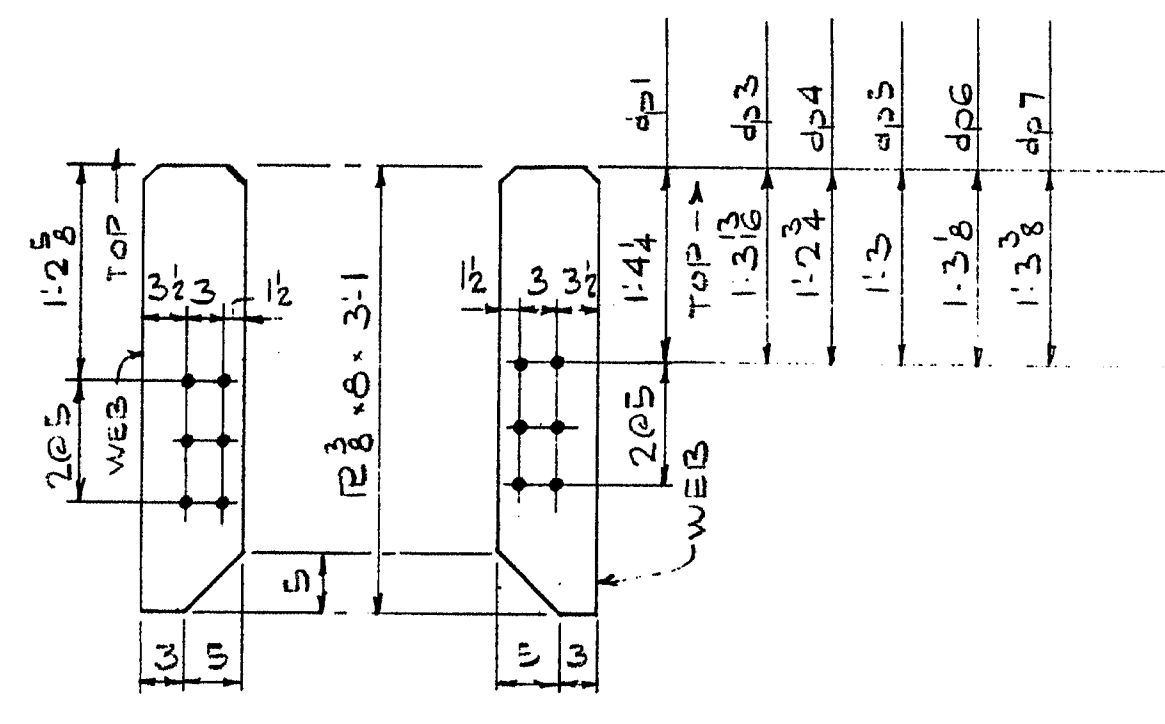 1'-2 5/8
2@5
TOP
WEB
3 1/2
3
1 1/2
PL 3/8 × 8 × 3'-1
5
3
5
1 1/2
3
3 1/2
5
3
1'-4 1/4
2@5
TOP
WEB
dp1
dp3
dp4
dp5
dp6
dp7
1'-3 13/16
1'-2 3/4
1'-3
1'-3 1/8
1'-3 3/8